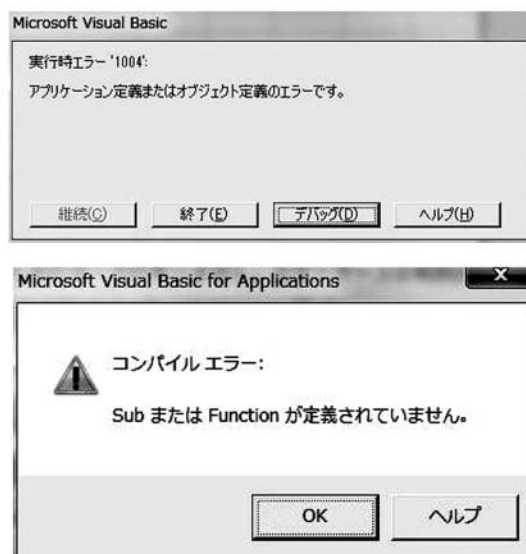 Microsoft Visual Basic
実行時エラー '1004':
アプリケーション定義またはオブジェクト定義のエラーです。
継続(C)
終了(E)
デバッグ(D)
ヘルプ(H)
Microsoft Visual Basic for Applications
x
コンパイル エラー:
Sub または Function が定義されていません。
OK
ヘルプ